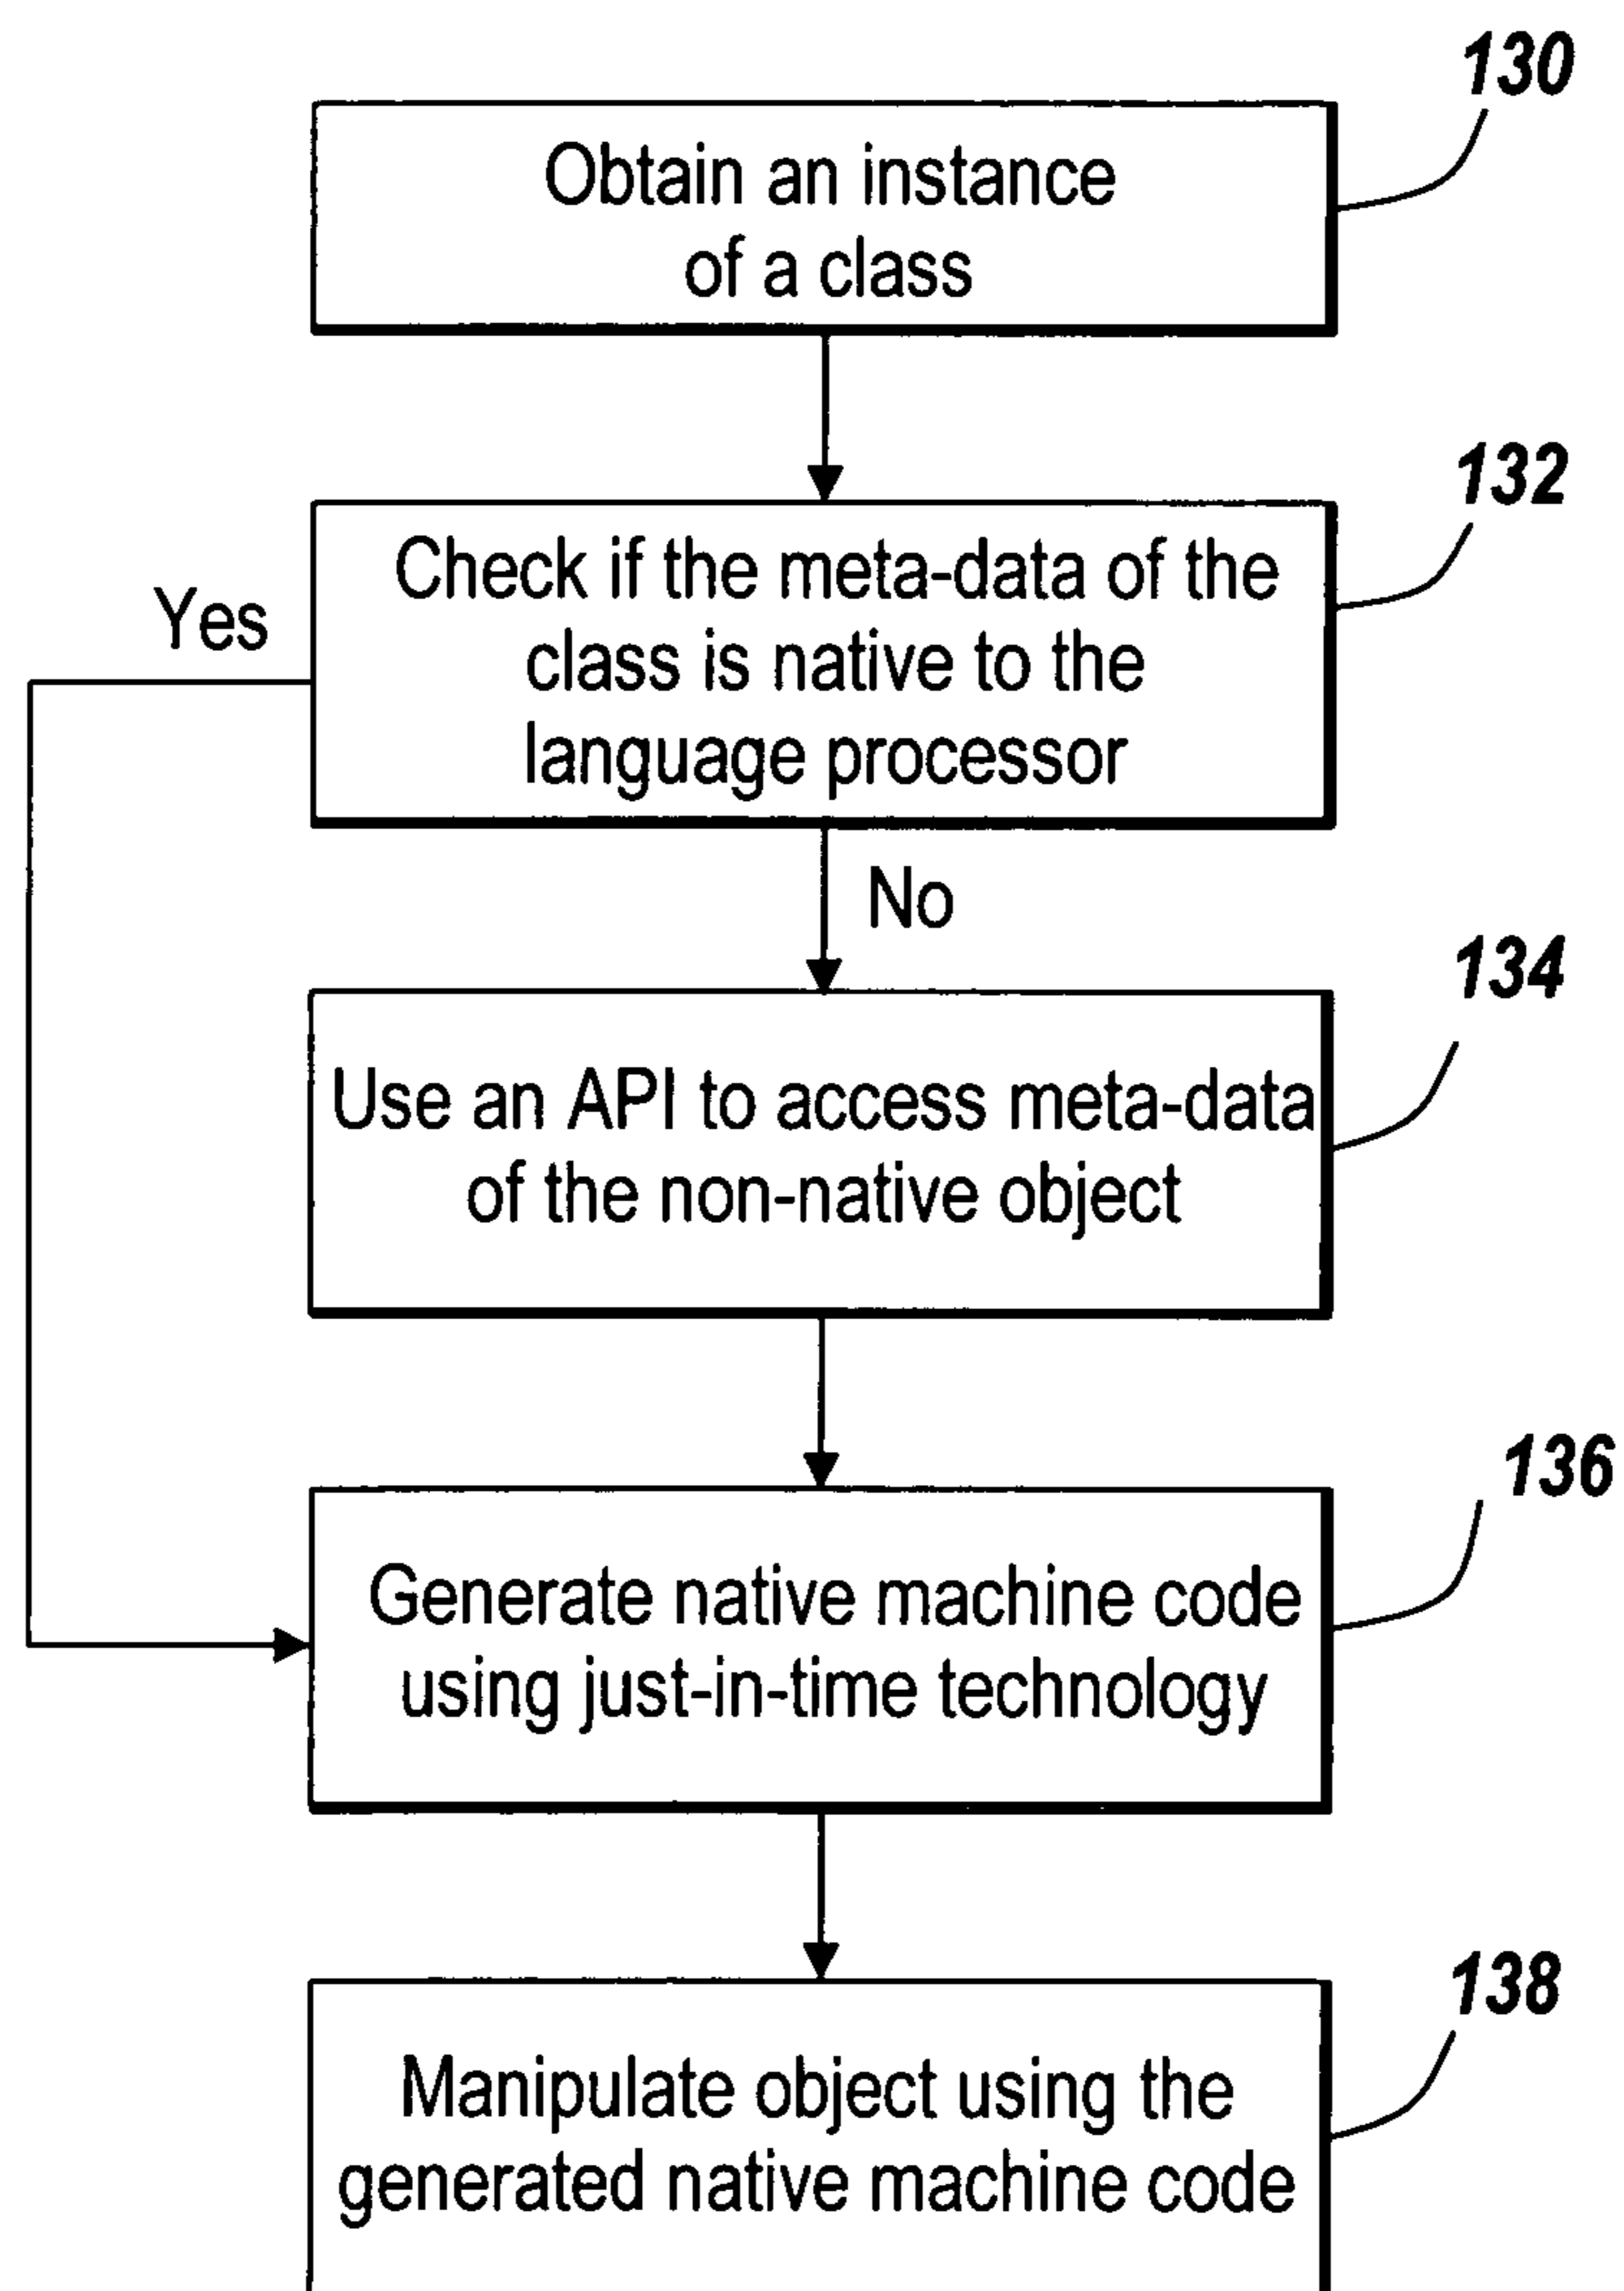 130
Obtain an instance
of a class
132
Check if the meta-data of the
class is native to the
language processor
Yes
No
134
Use an API to access meta-data
of the non-native object
136
Generate native machine code
using just-in-time technology
138
Manipulate object using the
generated native machine code